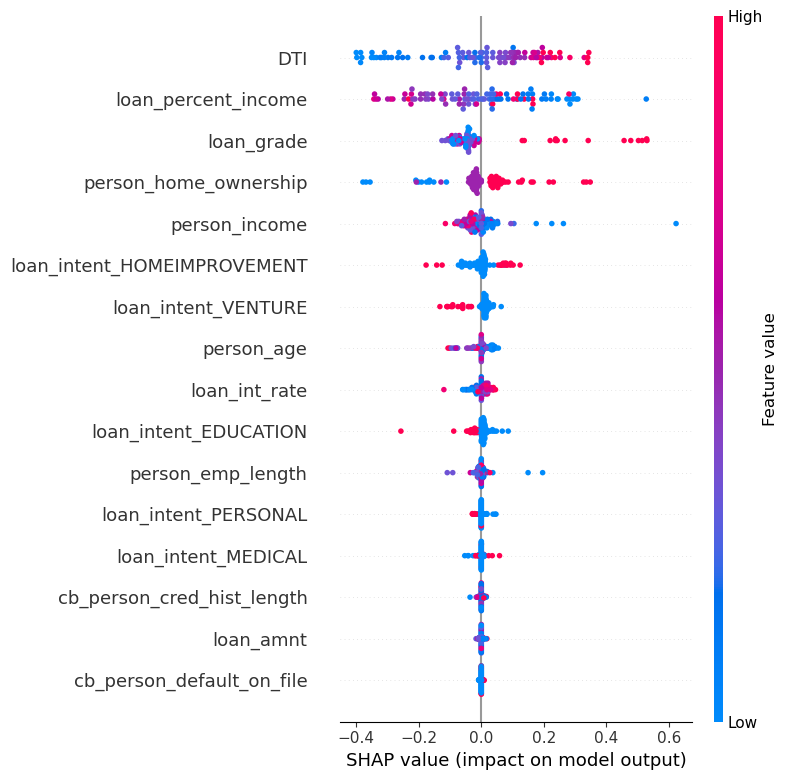 High
DTI
loan_percent_income
loan_grade
person_home_ownership
person_income
loan_intent_HOMEIMPROVEMENT
loan_intent_VENTURE
person_age
loan_int_rate
loan_intent_EDUCATION
person_emp_length
loan_intent_PERSONAL
loan_intent_MEDICAL
cb_person_cred_hist_length
loan_amnt
cb_person_default_on_file
Feature value
Low
−0.4 −0.2 0.0 0.2 0.4 0.6
SHAP value (impact on model output)